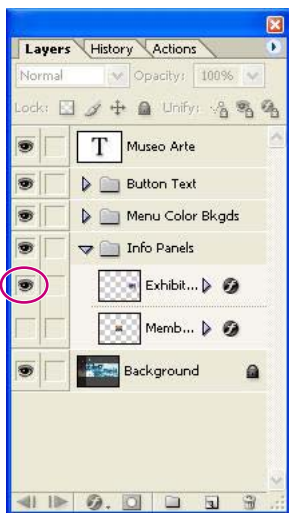 Layers History Actions
Normal Opacity: 100%
Lock: Unify:
T Museo Arte
Button Text
Menu Color Bkgds
Info Panels
Exhibit...
Memb...
Background